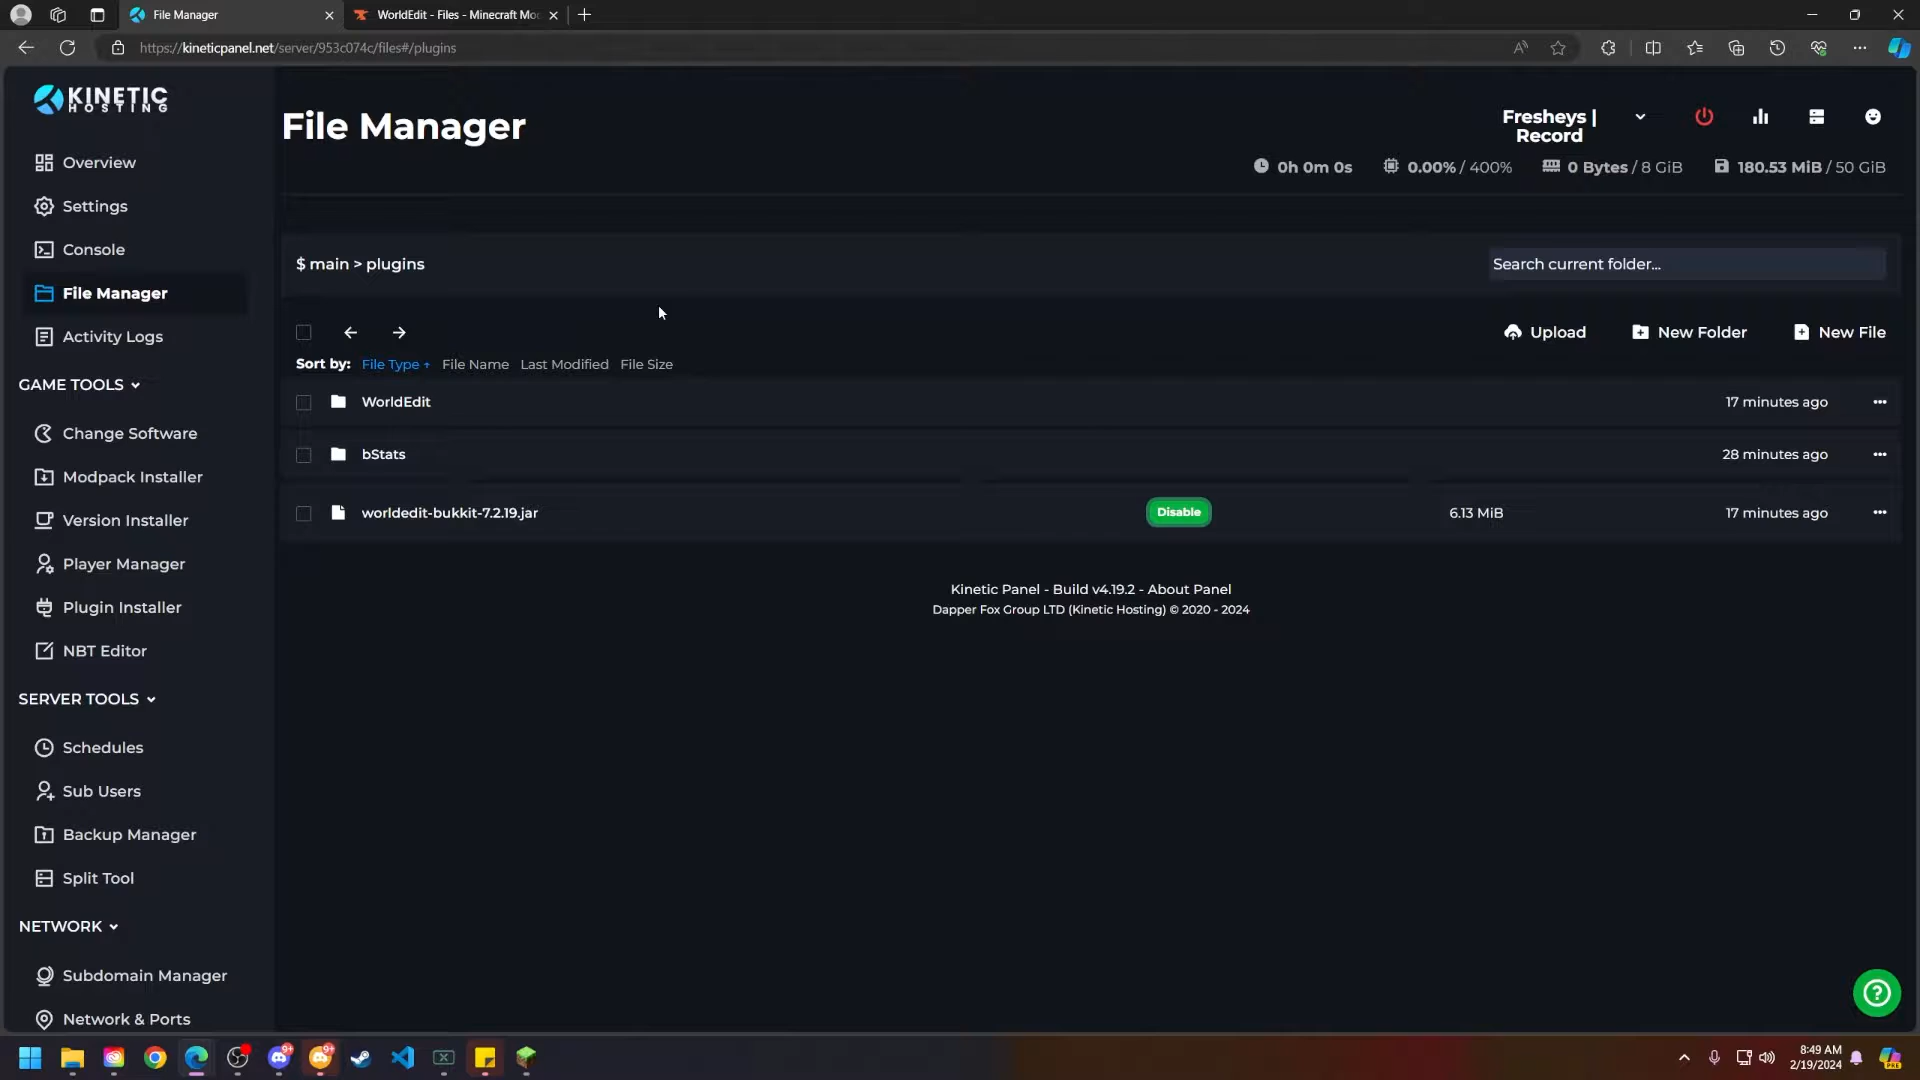 File Manager
WorldEdit - Files - Minecraft Mo
https://kineticpanel.net/server/953c074c/files#/plugins
KINETIC
HOSTING
Overview
Settings
Console
File Manager
Activity Logs
GAME TOOLS
Change Software
Modpack Installer
Version Installer
Player Manager
Plugin Installer
NBT Editor
SERVER TOOLS
Schedules
Sub Users
Backup Manager
Split Tool
NETWORK
Subdomain Manager
Network & Ports
File Manager
Fresheys |
Record
0h 0m 0s
0.00% / 400%
0 Bytes / 8 GiB
180.53 MiB / 50 GiB
$ main > plugins
Search current folder...
Upload
New Folder
New File
Sort by: File Type ↑ File Name Last Modified File Size
WorldEdit 17 minutes ago
bStats 28 minutes ago
worldedit-bukkit-7.2.19.jar Disable 6.13 MiB 17 minutes ago
Kinetic Panel - Build v4.19.2 - About Panel
Dapper Fox Group LTD (Kinetic Hosting) © 2020 - 2024
9+
9+
8:49 AM
2/19/2024
PRE